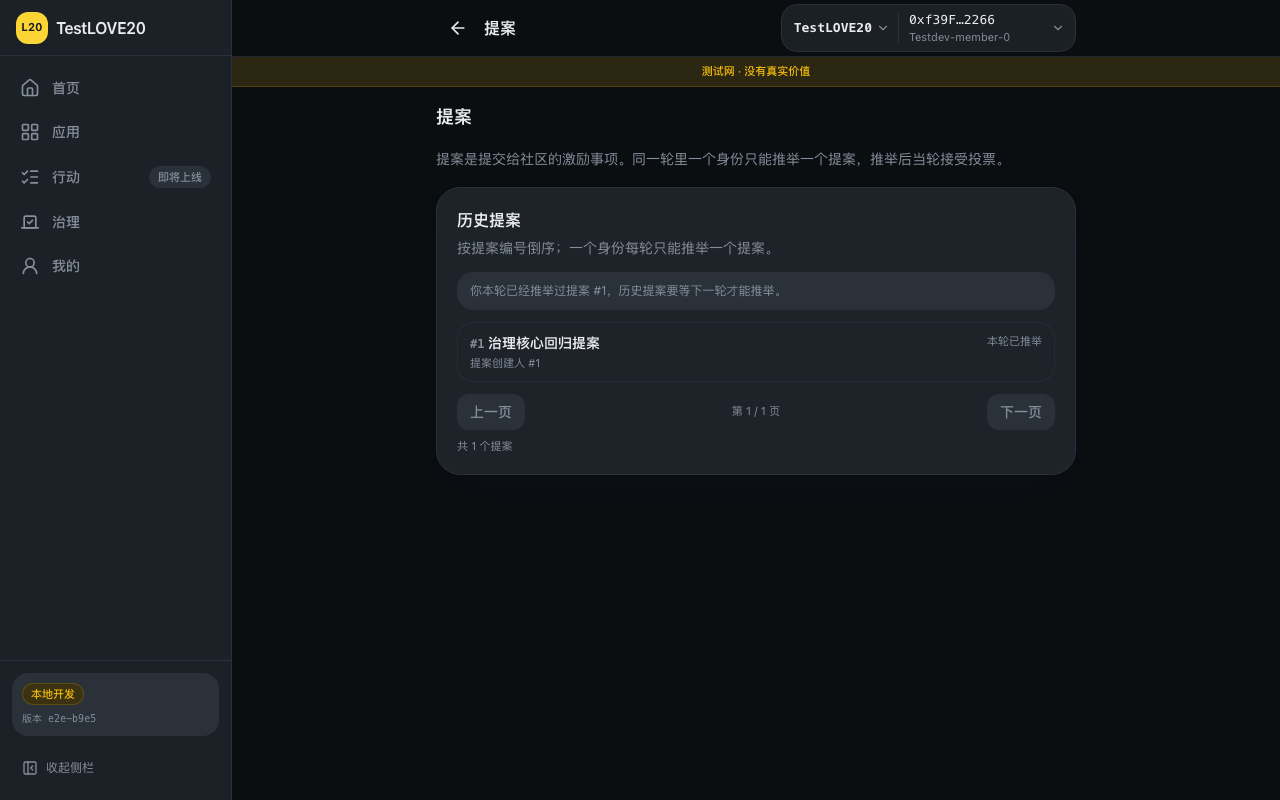 L20 TestLOVE20
首页
应用
行动 即将上线
治理
我的
本地开发
版本 e2e-b9e5
收起侧栏
提案
TestLOVE20
0xf39F…2266
Testdev-member-0
测试网 · 没有真实价值
提案
提案是提交给社区的激励事项。同一轮里一个身份只能推举一个提案，推举后当轮接受投票。
历史提案
按提案编号倒序；一个身份每轮只能推举一个提案。
你本轮已经推举过提案 #1，历史提案要等下一轮才能推举。
#1 治理核心回归提案 本轮已推举
提案创建人 #1
上一页 第 1 / 1 页 下一页
共 1 个提案